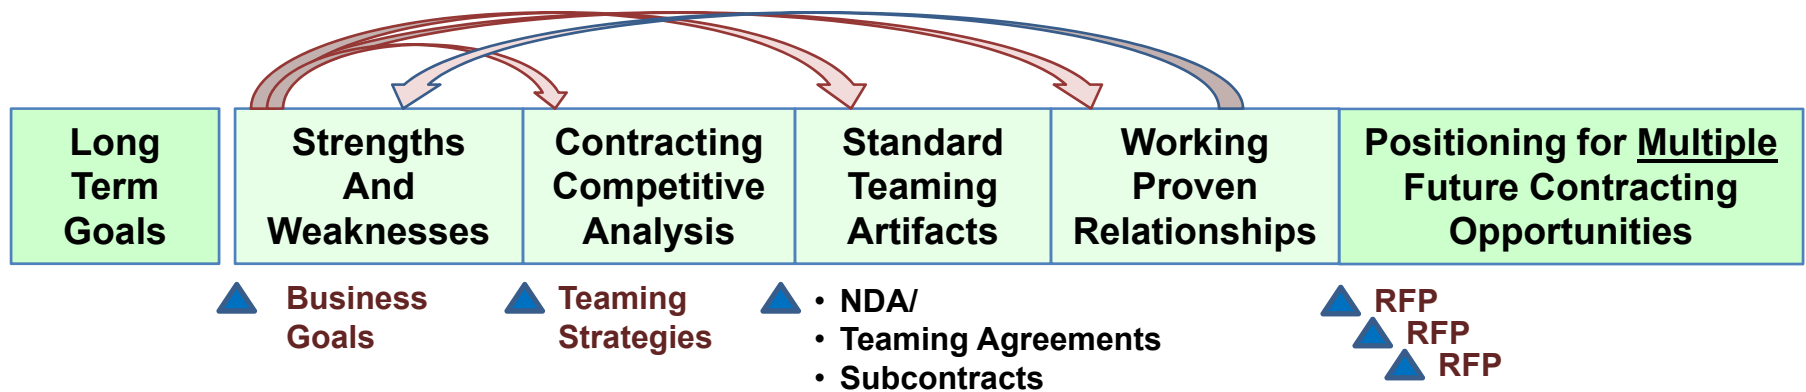 Long
Term
Goals
Strengths
And
Weaknesses
Contracting
Competitive
Analysis
Standard
Teaming
Artifacts
Working
Proven
Relationships
Positioning for Multiple
Future Contracting
Opportunities
Business
Goals
Teaming
Strategies
• NDA/
• Teaming Agreements
• Subcontracts
RFP
RFP
RFP